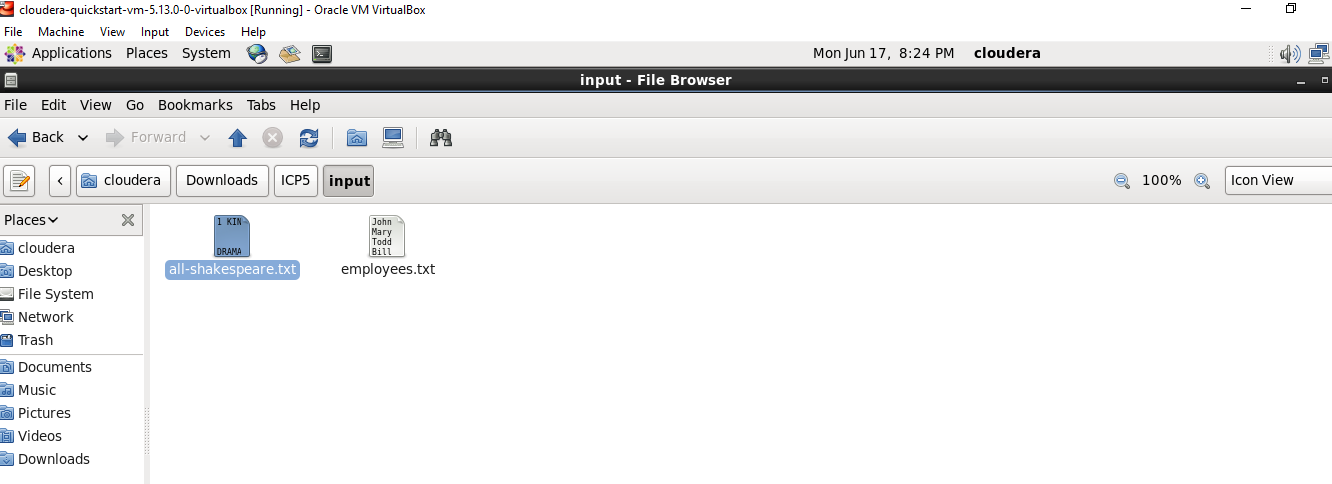 cloudera-quickstart-vm-5.13.0-0-virtualbox [Running] - Oracle VM VirtualBox
File Machine View Input Devices Help
Applications Places System Mon Jun 17, 8:24 PM cloudera
input - File Browser
File Edit View Go Bookmarks Tabs Help
Back Forward
cloudera Downloads ICP5 input 100% Icon View
Places
cloudera
Desktop
File System
Network
Trash
Documents
Music
Pictures
Videos
Downloads
1 KIN
DRAMA
all-shakespeare.txt
John
Mary
Todd
Bill
employees.txt